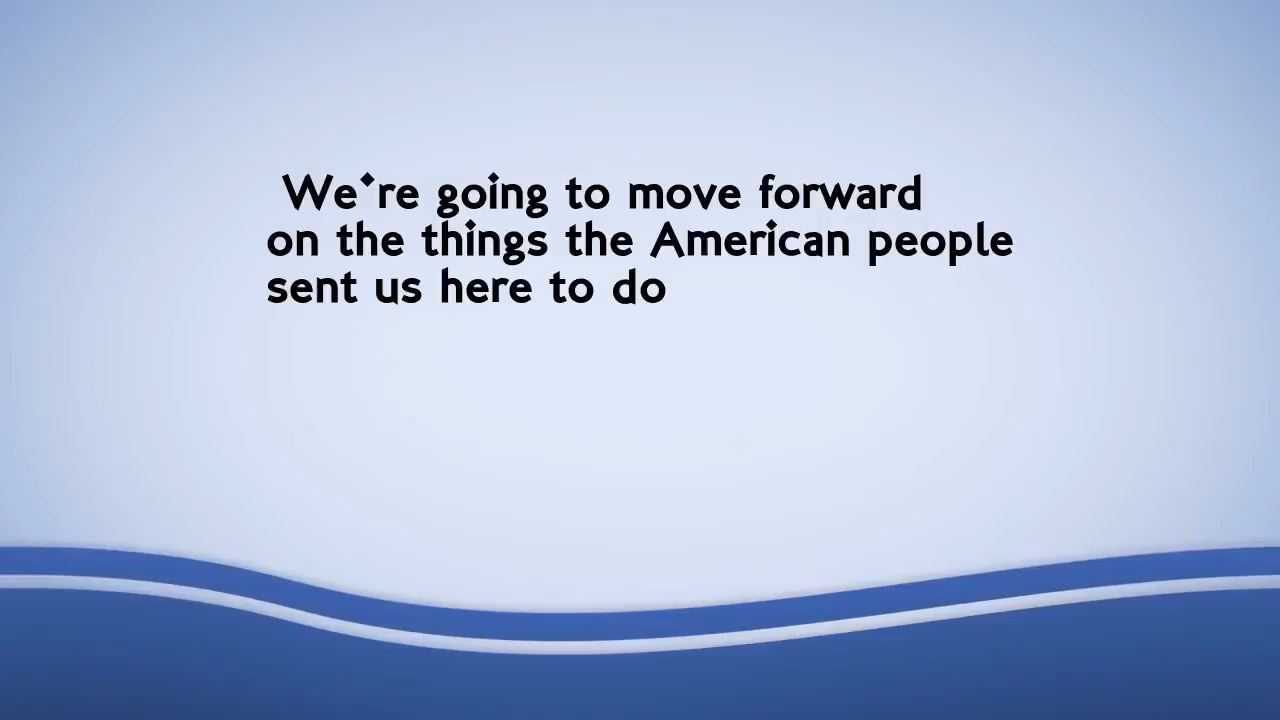 We're going to move forward
on the things the American people
sent us here to do